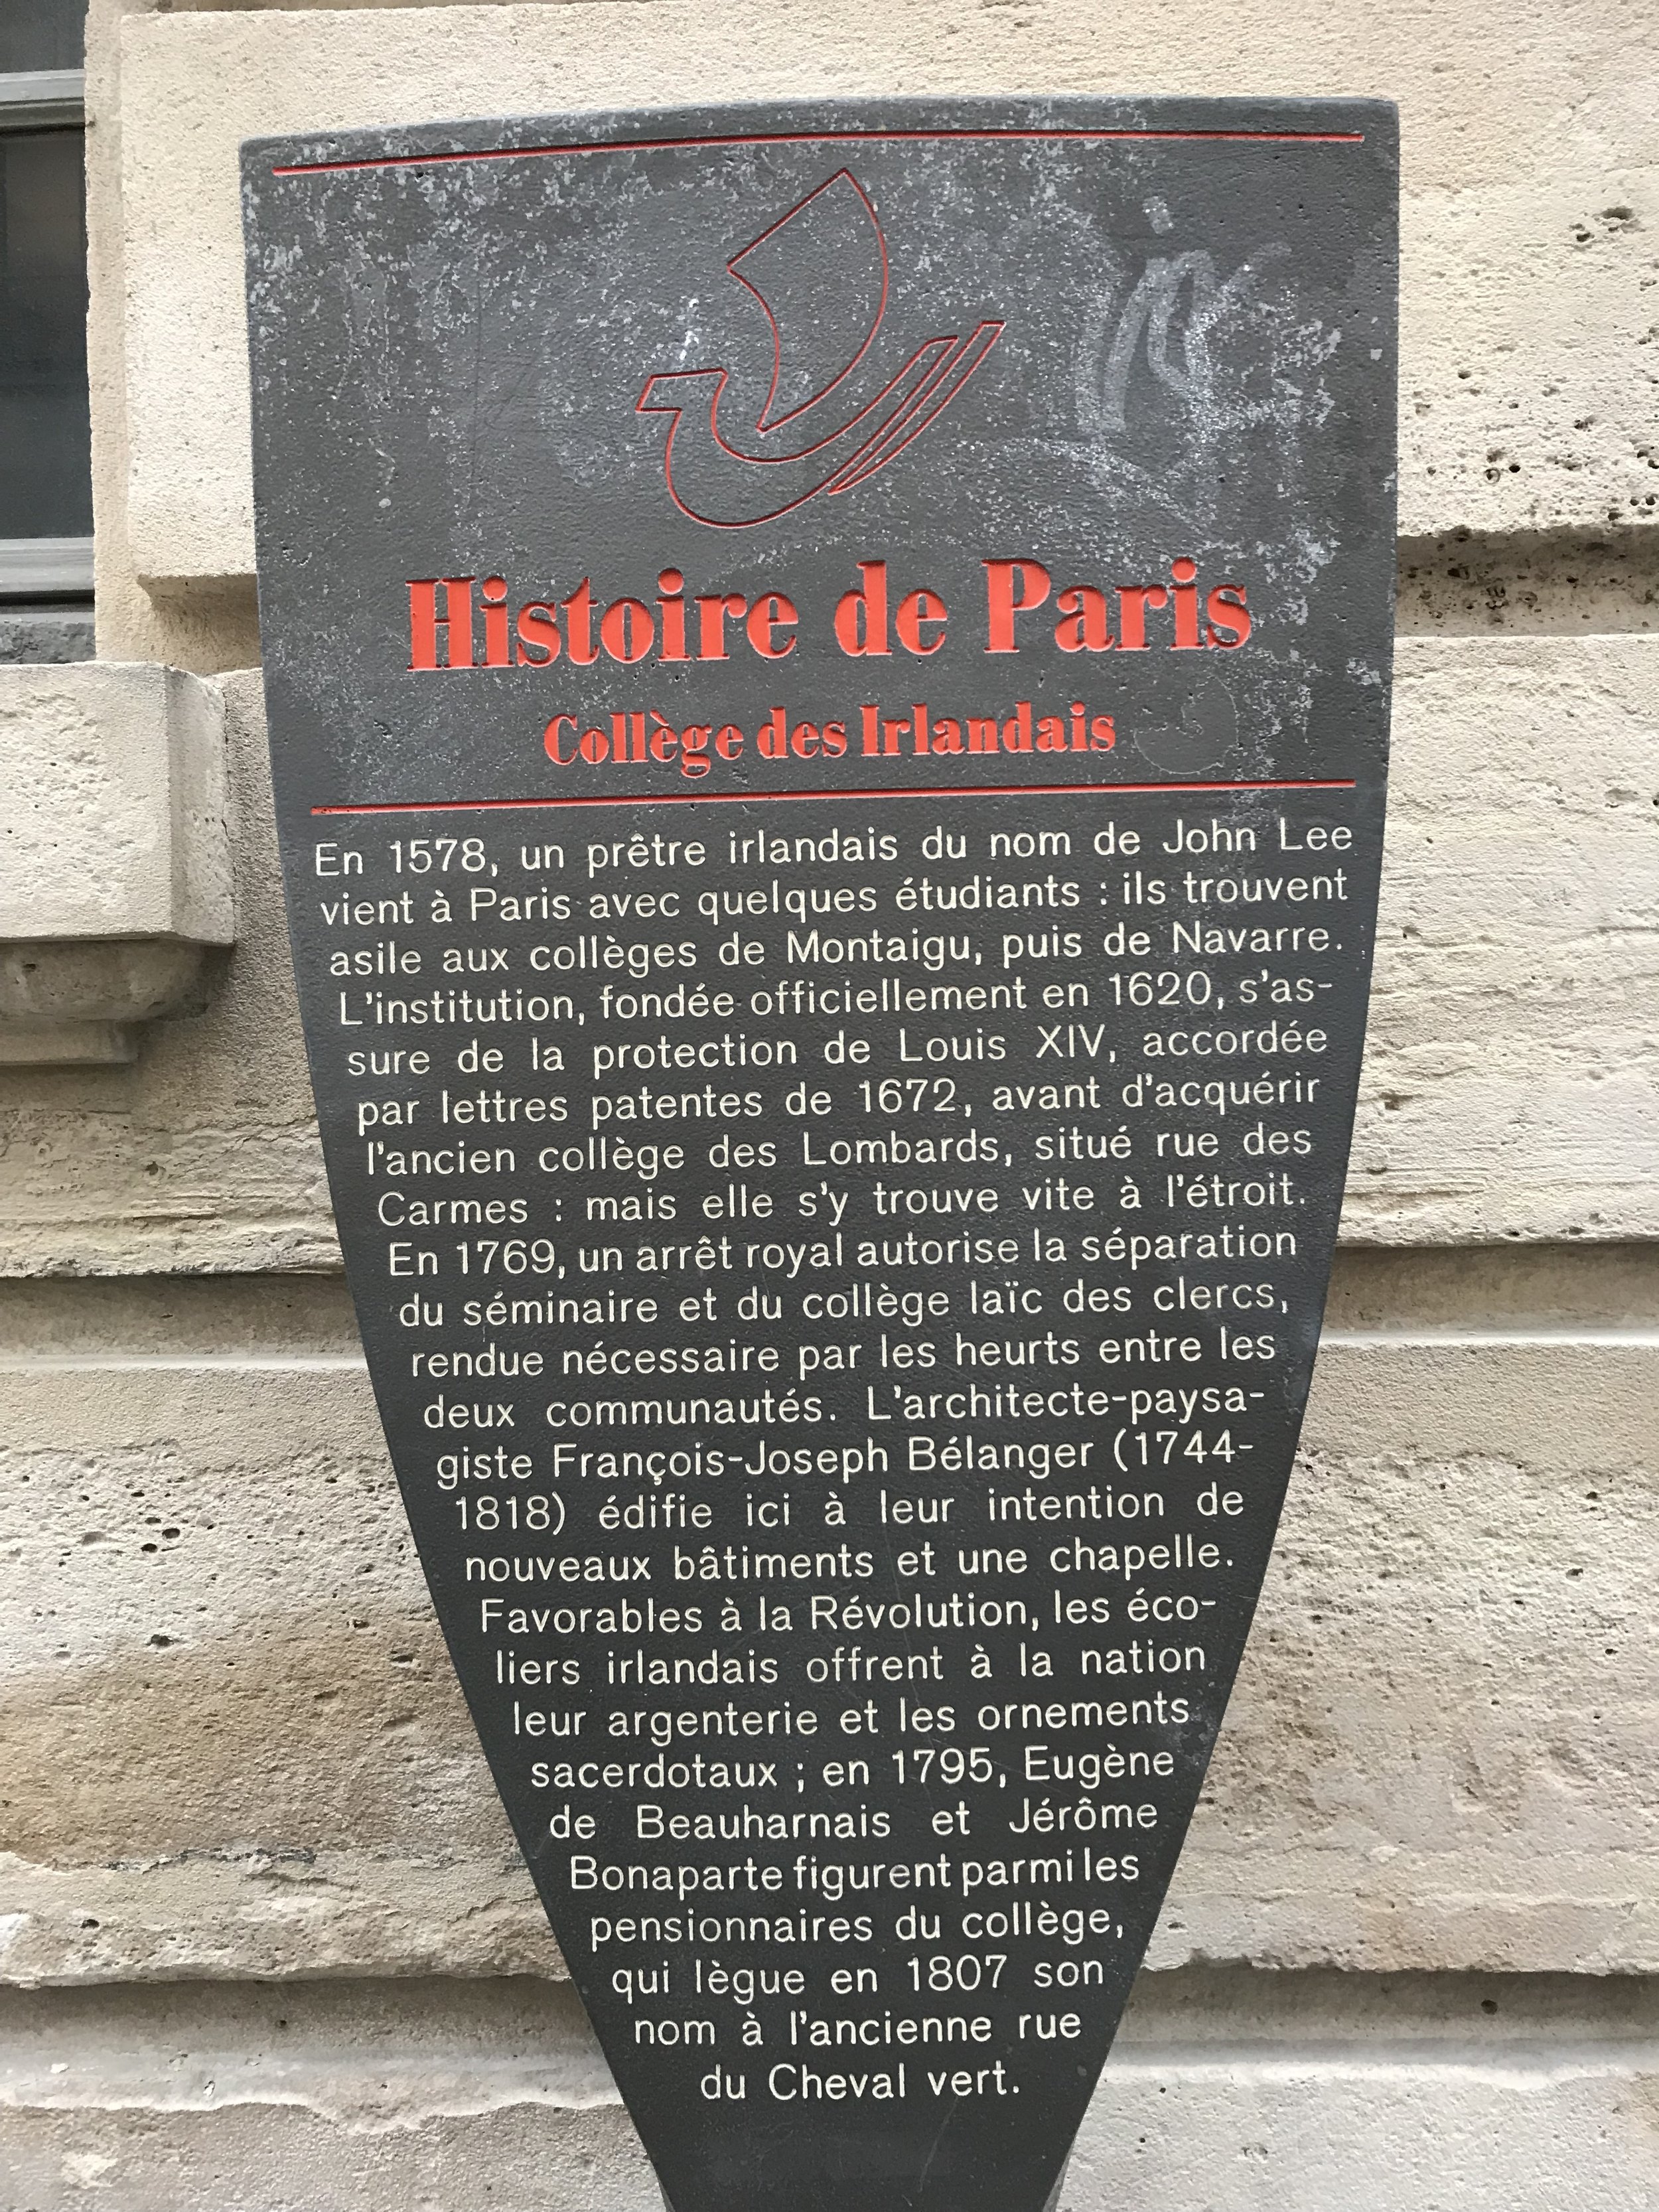 Histoire de Paris
Collège des Irlandais
En 1578, un prêtre irlandais du nom de John Lee
vient à Paris avec quelques étudiants : ils trouvent
asile aux collèges de Montaigu, puis de Navarre.
L'institution, fondée officiellement en 1620, s'as-
sure de la protection de Louis XIV, accordée
par lettres patentes de 1672, avant d'acquérir
l'ancien collège des Lombards, situé rue des
Carmes : mais elle s'y trouve vite à l'étroit.
En 1769, un arrêt royal autorise la séparation
du séminaire et du collège laïc des clercs,
rendue nécessaire par les heurts entre les
deux communautés. L'architecte-paysa-
giste François-Joseph Bélanger (1744-
1818) édifie ici à leur intention de
nouveaux bâtiments et une chapelle.
Favorables à la Révolution, les éco-
liers irlandais offrent à la nation
leur argenterie et les ornements
sacerdotaux ; en 1795, Eugène
de Beauharnais et Jérôme
Bonaparte figurent parmi les
pensionnaires du collège,
qui lègue en 1807 son
nom à l'ancienne rue
du Cheval vert.